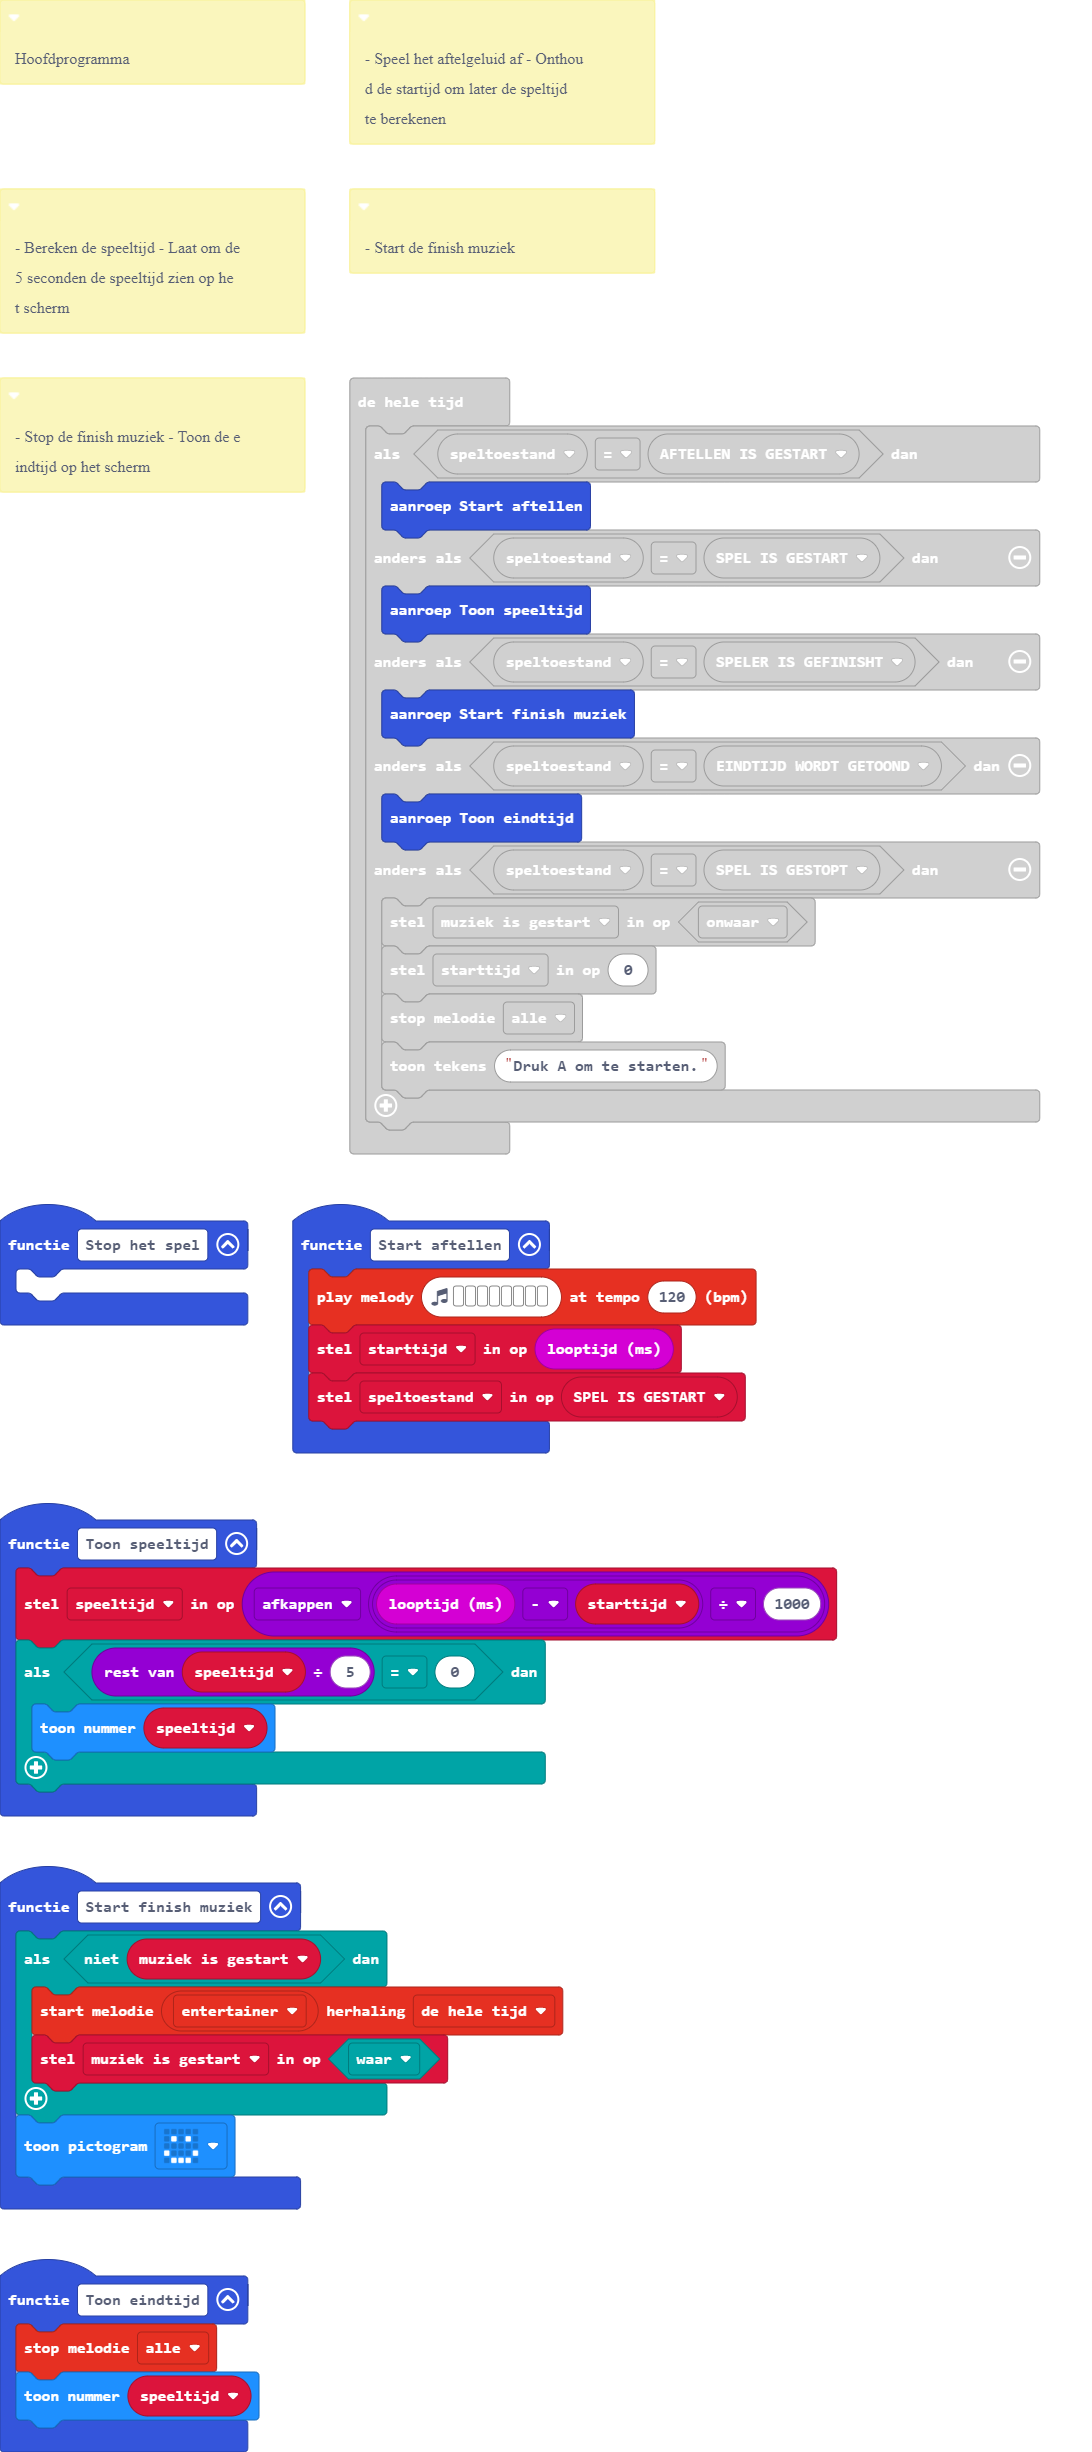 Hoofdprogramma
- Speel het aftelgeluid af - Onthou
d de startijd om later de speltijd
te berekenen
- Bereken de speeltijd - Laat om de
5 seconden de speeltijd zien op he
t scherm
- Start de finish muziek
- Stop de finish muziek - Toon de e
indtijd op het scherm
de hele tijd
als speltoestand = AFTELLEN IS GESTART dan
aanroep Start aftellen
anders als speltoestand = SPEL IS GESTART dan
aanroep Toon speeltijd
anders als speltoestand = SPELER IS GEFINISHT dan
aanroep Start finish muziek
anders als speltoestand = EINDTIJD WORDT GETOOND dan
aanroep Toon eindtijd
anders als speltoestand = SPEL IS GESTOPT dan
stel muziek is gestart in op onwaar
stel starttijd in op 0
stop melodie alle
toon tekens "Druk A om te starten."
functie Stop het spel
functie Start aftellen
play melody at tempo 120 (bpm)
stel starttijd in op looptijd (ms)
stel speltoestand in op SPEL IS GESTART
functie Toon speeltijd
stel speeltijd in op afkappen looptijd (ms) - starttijd ÷ 1000
als rest van speeltijd ÷ 5 = 0 dan
toon nummer speeltijd
functie Start finish muziek
als niet muziek is gestart dan
start melodie entertainer herhaling de hele tijd
stel muziek is gestart in op waar
toon pictogram
functie Toon eindtijd
stop melodie alle
toon nummer speeltijd